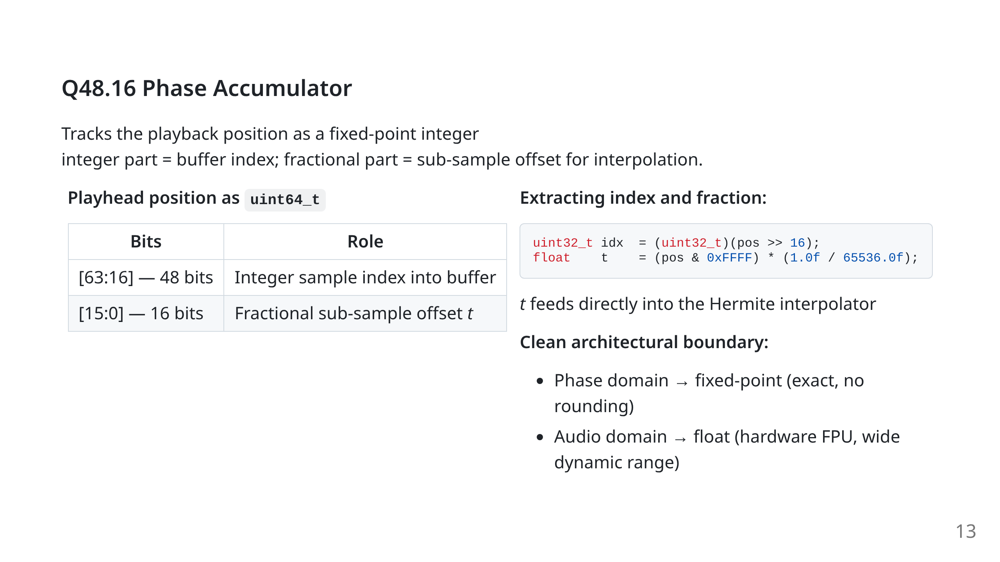 Q48.16 Phase Accumulator
Tracks the playback position as a fixed-point integer
integer part = buffer index; fractional part = sub-sample offset for interpolation.
Playhead position as uint64_t
Bits Role
[63:16] — 48 bits Integer sample index into buffer
[15:0] — 16 bits Fractional sub-sample offset t
Extracting index and fraction:
uint32_t idx  = (uint32_t)(pos >> 16);
float    t    = (pos & 0xFFFF) * (1.0f / 65536.0f);
t feeds directly into the Hermite interpolator
Clean architectural boundary:
• Phase domain → fixed-point (exact, no
rounding)
• Audio domain → float (hardware FPU, wide
dynamic range)
13